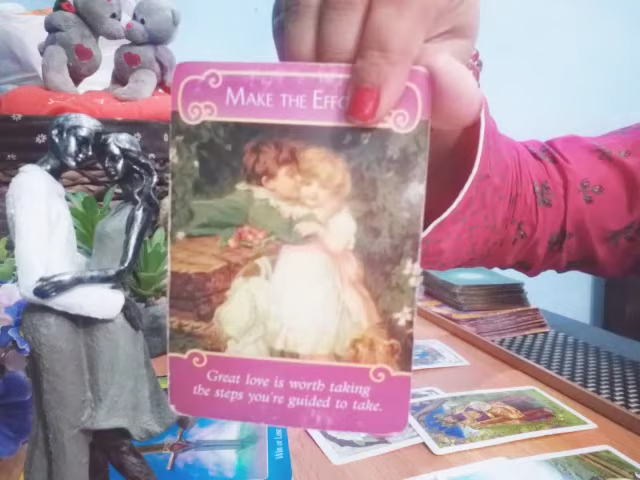 MAKE THE EFFO
Great love is worth taking
the steps you're guided to take.